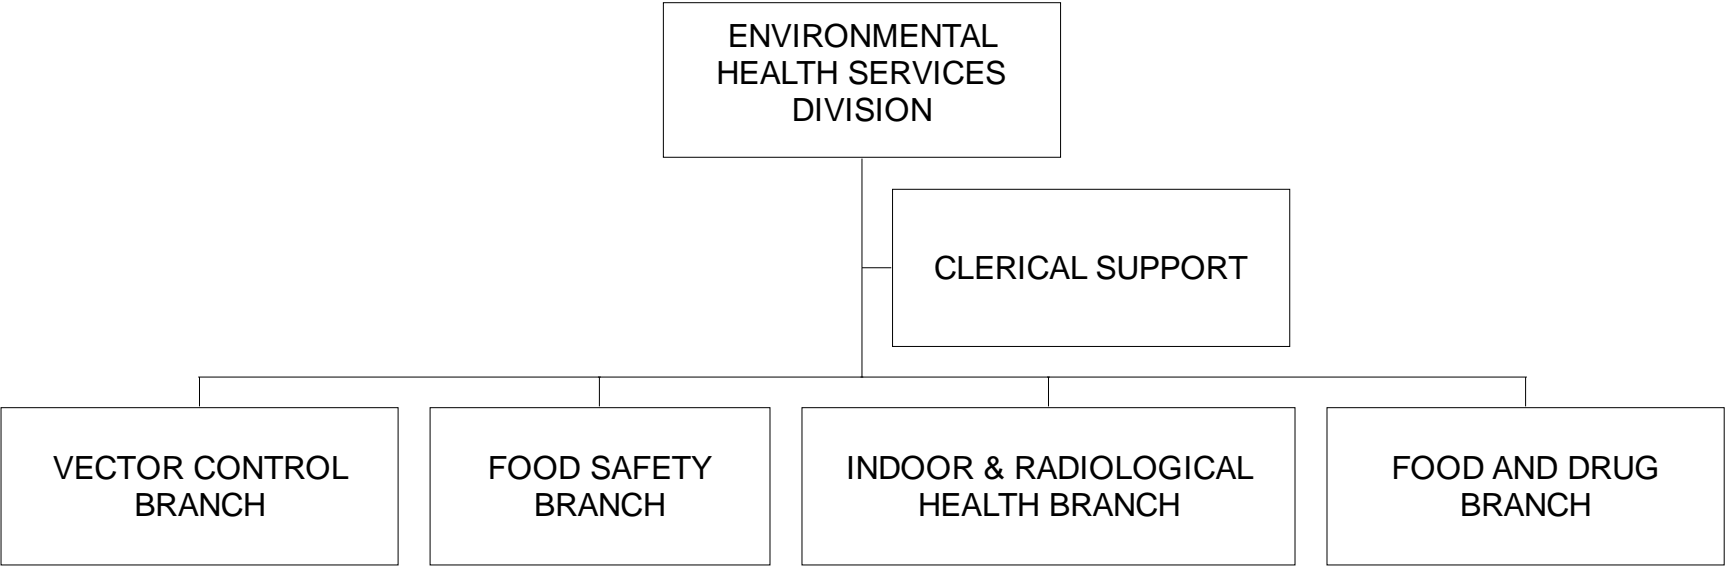 ENVIRONMENTAL
HEALTH SERVICES
DIVISION
CLERICAL SUPPORT
VECTOR CONTROL
BRANCH
FOOD SAFETY
BRANCH
INDOOR & RADIOLOGICAL
HEALTH BRANCH
FOOD AND DRUG
BRANCH